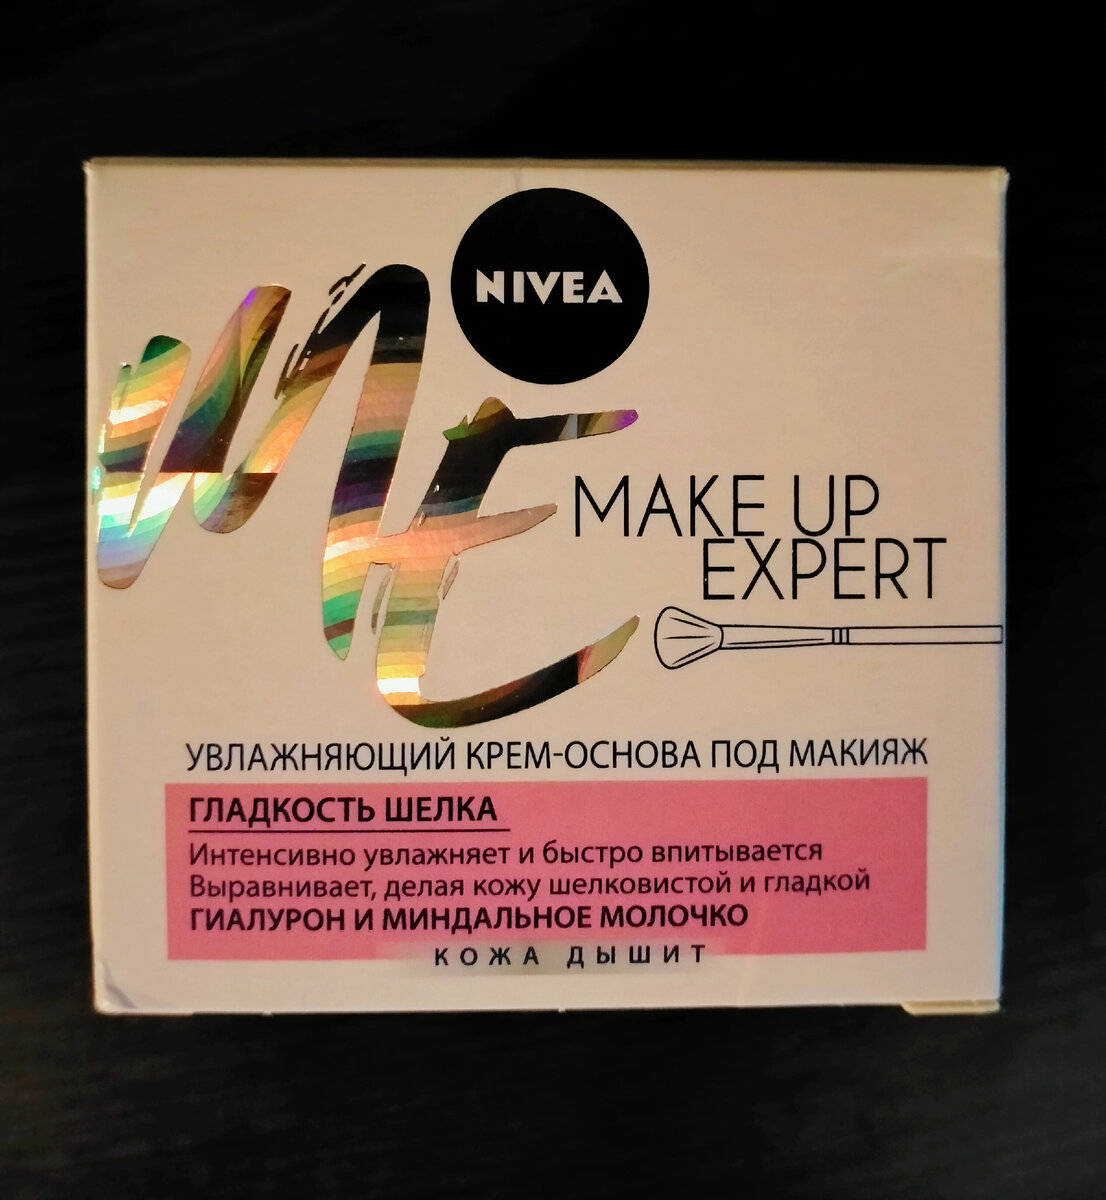 NIVEA
ME
MAKE UP
EXPERT
УВЛАЖНЯЮЩИЙ КРЕМ-ОСНОВА ПОД МАКИЯЖ
ГЛАДКОСТЬ ШЕЛКА
Интенсивно увлажняет и быстро впитывается
Выравнивает, делая кожу шелковистой и гладкой
ГИАЛУРОН И МИНДАЛЬНОЕ МОЛОЧКО
КОЖА ДЫШИТ